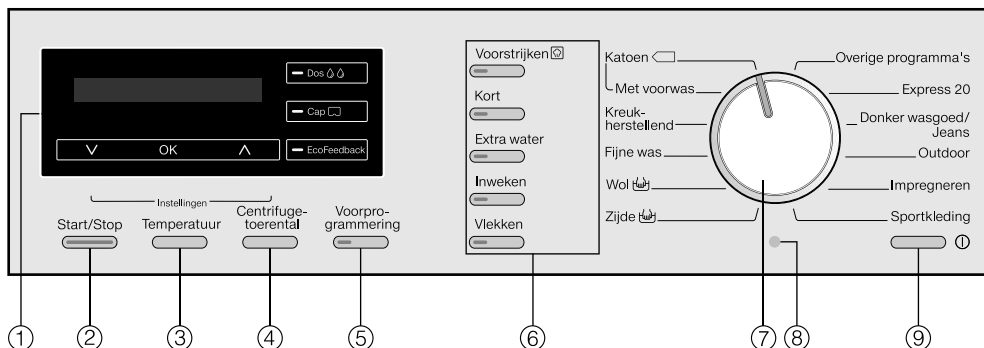 Dos
Cap
EcoFeedback
OK
Instellingen
Start/Stop
Temperatuur
Centrifuge-
toerental
Voorpro-
grammering
Voorstrijken
Kort
Extra water
Inweken
Vlekken
Katoen
Met voorwas
Kreuk-
herstellend
Fijne was
Wol
Zijde
Overige programma's
Express 20
Donker wasgoed/
Jeans
Outdoor
Impregneren
Sportkleding
① ② ③ ④ ⑤ ⑥ ⑦ ⑧ ⑨